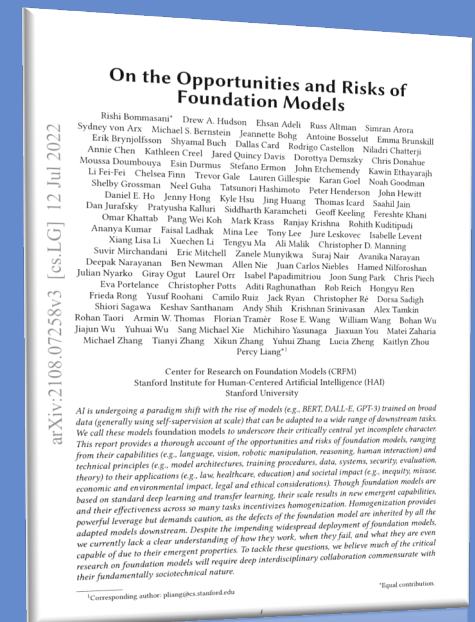 On the Opportunities and Risks of
Foundation Models
Rishi Bommasani* Drew A. Hudson Ehsan Adeli Russ Altman Simran Arora
Sydney von Arx Michael S. Bernstein Jeannette Bohg Antoine Bosselut Emma Brunskill
Erik Brynjolfsson Shyamal Buch Dallas Card Rodrigo Castellon Niladri Chatterji
Annie Chen Kathleen Creel Jared Quincy Davis Dorottya Demszky Chris Donahue
Moussa Doumbouya Esin Durmus Stefano Ermon John Etchemendy Kawin Ethayarajh
Li Fei-Fei Chelsea Finn Trevor Gale Lauren Gillespie Karan Goel Noah Goodman
Shelby Grossman Neel Guha Tatsunori Hashimoto Peter Henderson John Hewitt
Daniel E. Ho Jenny Hong Kyle Hsu Jing Huang Thomas Icard Saahil Jain
Dan Jurafsky Pratyusha Kalluri Siddharth Karamcheti Geoff Keeling Fereshte Khani
Omar Khattab Pang Wei Koh Mark Krass Ranjay Krishna Rohith Kuditipudi
Ananya Kumar Faisal Ladhak Mina Lee Tony Lee Jure Leskovec Isabelle Levent
Xiang Lisa Li Xuechen Li Tengyu Ma Ali Malik Christopher D. Manning
Suvir Mirchandani Eric Mitchell Zanele Munyikwa Suraj Nair Avanika Narayan
Deepak Narayanan Ben Newman Allen Nie Juan Carlos Niebles Hamed Nilforoshan
Julian Nyarko Giray Ogut Laurel Orr Isabel Papadimitriou Joon Sung Park Chris Piech
Eva Portelance Christopher Potts Aditi Raghunathan Rob Reich Hongyu Ren
Frieda Rong Yusuf Roohani Camilo Ruiz Jack Ryan Christopher Ré Dorsa Sadigh
Shiori Sagawa Keshav Santhanam Andy Shih Krishnan Srinivasan Alex Tamkin
Rohan Taori Armin W. Thomas Florian Tramèr Rose E. Wang William Wang Bohan Wu
Jiajun Wu Yuhuai Wu Sang Michael Xie Michihiro Yasunaga Jiaxuan You Matei Zaharia
Michael Zhang Tianyi Zhang Xikun Zhang Yuhui Zhang Lucia Zheng Kaitlyn Zhou
Percy Liang*¹
Center for Research on Foundation Models (CRFM)
Stanford Institute for Human-Centered Artificial Intelligence (HAI)
Stanford University
AI is undergoing a paradigm shift with the rise of models (e.g., BERT, DALL-E, GPT-3) trained on broad
data (generally using self-supervision at scale) that can be adapted to a wide range of downstream tasks.
We call these models foundation models to underscore their critically central yet incomplete character.
This report provides a thorough account of the opportunities and risks of foundation models, ranging
from their capabilities (e.g., language, vision, robotic manipulation, reasoning, human interaction) and
technical principles (e.g., model architectures, training procedures, data, systems, security, evaluation,
theory) to their applications (e.g., law, healthcare, education) and societal impact (e.g., inequity, misuse,
economic and environmental impact, legal and ethical considerations). Though foundation models are
based on standard deep learning and transfer learning, their scale results in new emergent capabilities,
and their effectiveness across so many tasks incentivizes homogenization. Homogenization provides
powerful leverage but demands caution, as the defects of the foundation model are inherited by all the
adapted models downstream. Despite the impending widespread deployment of foundation models,
we currently lack a clear understanding of how they work, when they fail, and what they are even
capable of due to their emergent properties. To tackle these questions, we believe much of the critical
research on foundation models will require deep interdisciplinary collaboration commensurate with
their fundamentally sociotechnical nature.
¹Corresponding author: pliang@cs.stanford.edu
*Equal contribution.
arXiv:2108.07258v3 [cs.LG] 12 Jul 2022